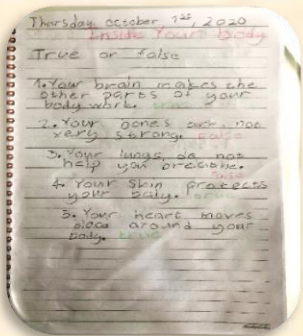 Thursday, October 1st, 2020
Inside Your Body
True or false
1. Your brain makes the
other parts of your
body work. true
2. Your bones are not
very strong. false
3. Your lungs do not
help you breathe.
false
4. Your skin protects
your body. true
5. Your heart moves
blood around your
body. true